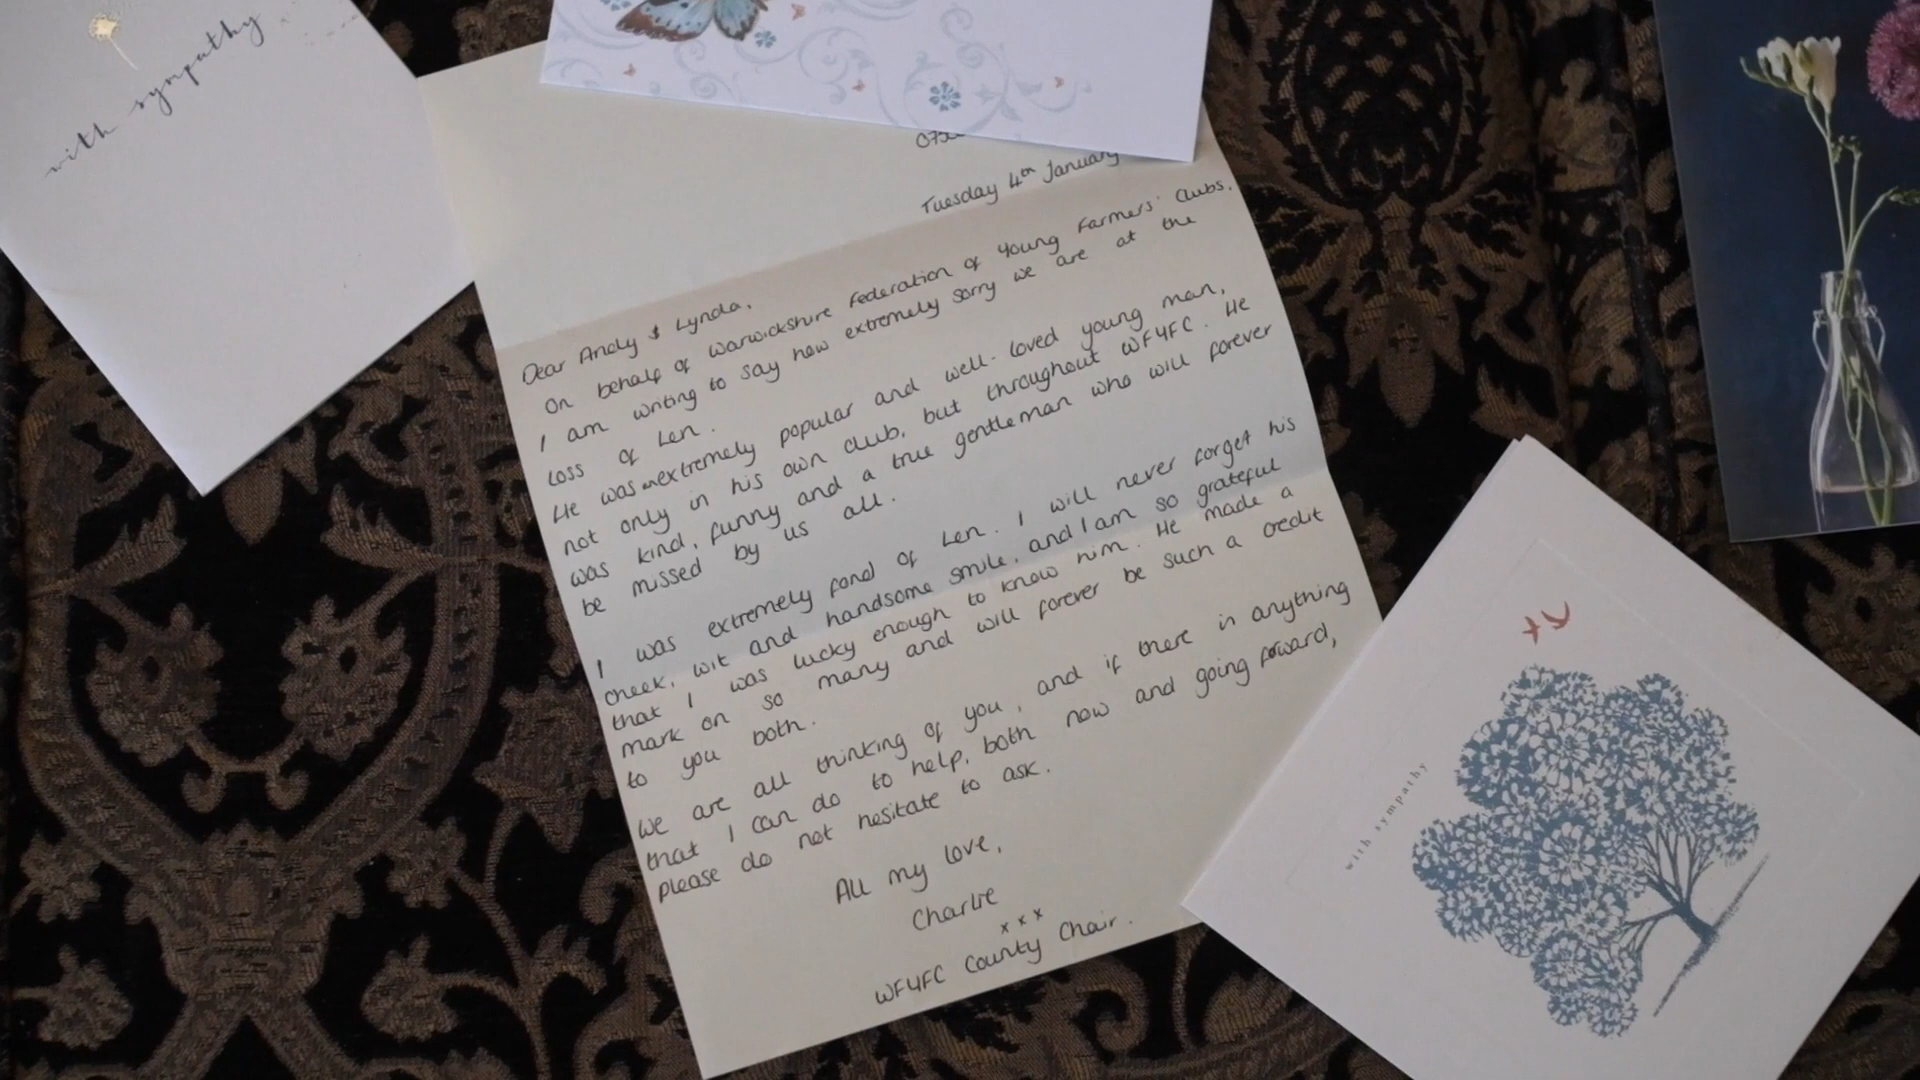 with sympathy
Tuesday 4th January
Dear Andy & Lynda,
On behalf of Warwickshire Federation of Young Farmers' Clubs,
I am writing to say how extremely sorry we are at the
loss of Len.
He was extremely popular and well-loved young man,
not only in his own club, but throughout WFYFC. He
was kind, funny and a true gentleman who will forever
be missed by us all.
I was extremely fond of Len. I will never forget his
cheek, wit and handsome smile, and I am so grateful
that I was lucky enough to know him. He made a
mark on so many and will forever be such a credit
to you both.
We are all thinking of you, and if there in anything
that I can do to help, both now and going forward,
please do not hesitate to ask.
All my love,
Charlie
x x x
WFYFC County Chair.
with sympathy